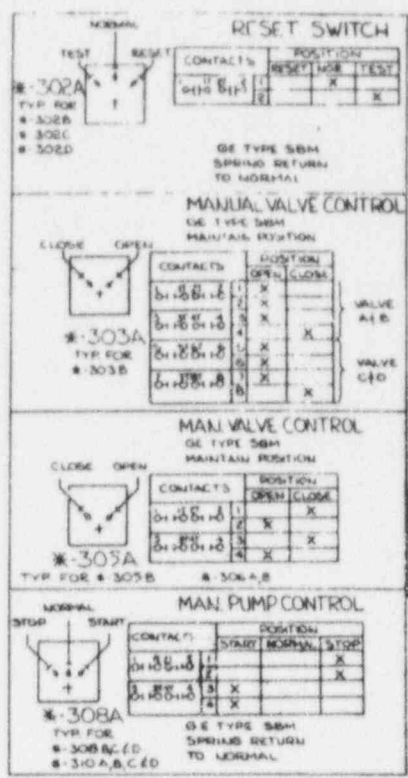 RESET SWITCH
NORMAL
TEST RESET
*-302A
TYP. FOR
*-302B
*-302C
*-302D
CONTACTS
POSITION
RESET NOR. TEST
1 X
2 X
GE TYPE SBM
SPRING RETURN
TO NORMAL
MANUAL VALVE CONTROL
GE TYPE SBM
MAINTAIN POSITION
CLOSE OPEN
*-303A
TYP. FOR
*-303B
CONTACTS
POSITION
OPEN CLOSE
1 X
2 X
3 X
4 X
5 X
6 X
7 X
8 X
VALVE
A&B
VALVE
C&D
MAN. VALVE CONTROL
GE TYPE SBM
MAINTAIN POSITION
CLOSE OPEN
*-305A
TYP. FOR *-305B *-306A,B
CONTACTS
POSITION
OPEN CLOSE
1 X
2 X
3 X
4 X
MAN. PUMP CONTROL
NORMAL
STOP START
*-308A
TYP. FOR
*-308B,C&D
*-310A,B,C&D
CONTACTS
POSITION
START NORMAL STOP
1 X
2 X
3 X
4 X
GE TYPE SBM
SPRING RETURN
TO NORMAL